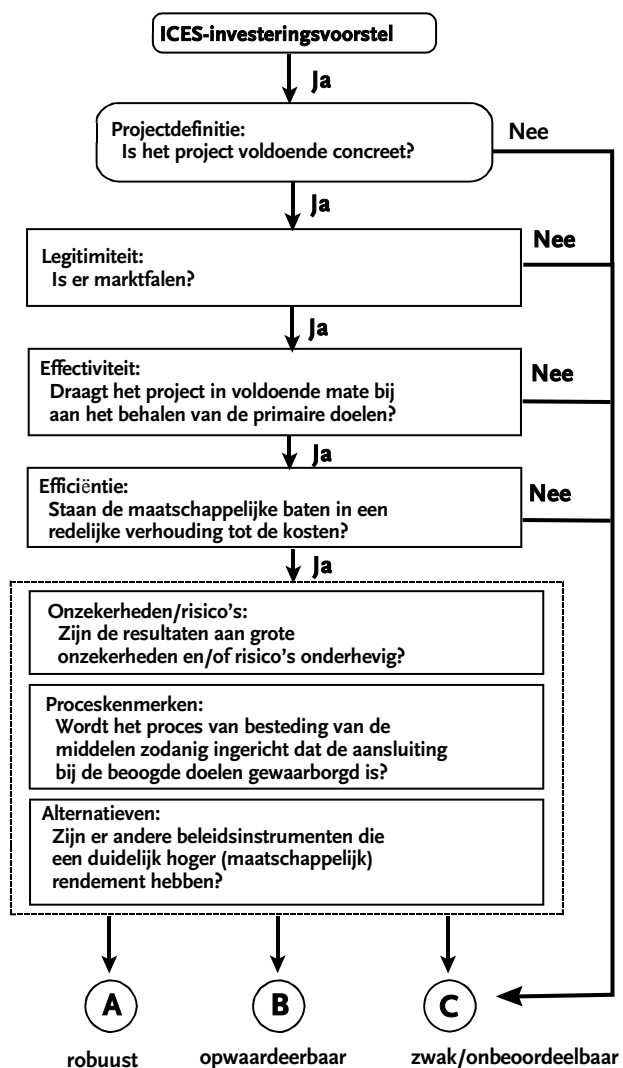 ICES-investeringsvoorstel
Ja
Projectdefinitie:
Is het project voldoende concreet?
Nee
Ja
Legitimiteit:
Is er marktfalen?
Nee
Ja
Effectiviteit:
Draagt het project in voldoende mate bij
aan het behalen van de primaire doelen?
Nee
Ja
Efficiëntie:
Staan de maatschappelijke baten in een
redelijke verhouding tot de kosten?
Nee
Ja
Onzekerheden/risico's:
Zijn de resultaten aan grote
onzekerheden en/of risico's onderhevig?
Proceskenmerken:
Wordt het proces van besteding van de
middelen zodanig ingericht dat de aansluiting
bij de beoogde doelen gewaarborgd is?
Alternatieven:
Zijn er andere beleidsinstrumenten die
een duidelijk hoger (maatschappelijk)
rendement hebben?
A
B
C
robuust
opwaardeerbaar
zwak/onbeoordeelbaar